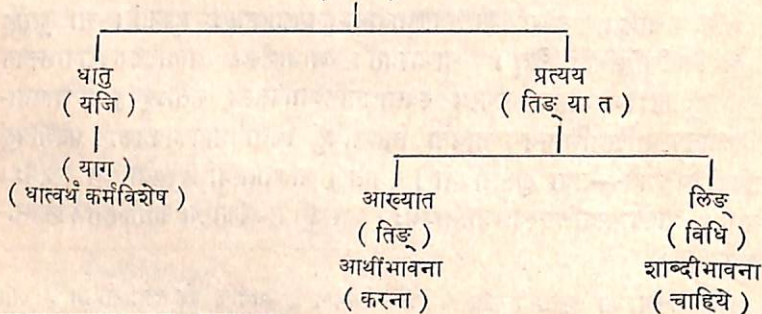 धातु प्रत्यय
( यजि ) ( तिङ् या त )
( याग )
( धात्वर्थ कर्मविशेष ) आख्यात लिङ्
( तिङ् ) ( विधि )
आर्थीभावना शाब्दीभावना
( करना ) ( चाहिये )